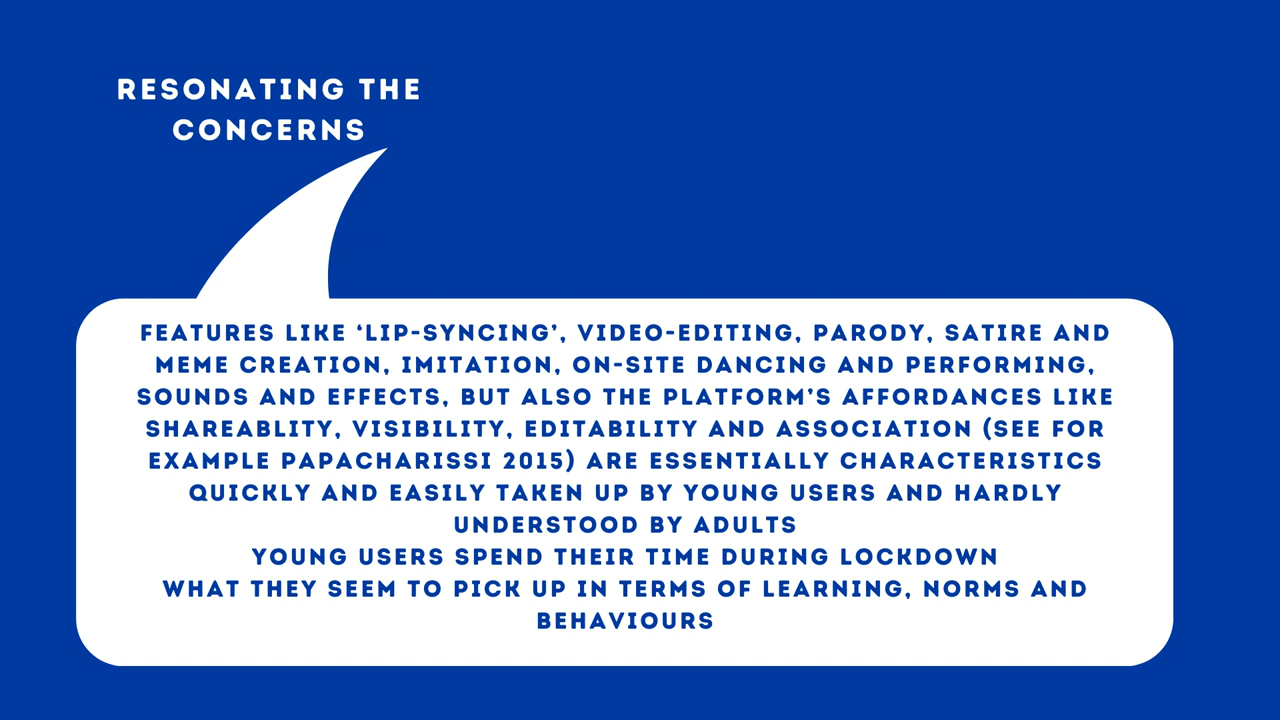 RESONATING THE
CONCERNS
FEATURES LIKE ‘LIP-SYNCING’, VIDEO-EDITING, PARODY, SATIRE AND
MEME CREATION, IMITATION, ON-SITE DANCING AND PERFORMING,
SOUNDS AND EFFECTS, BUT ALSO THE PLATFORM’S AFFORDANCES LIKE
SHAREABLITY, VISIBILITY, EDITABILITY AND ASSOCIATION (SEE FOR
EXAMPLE PAPACHARISSI 2015) ARE ESSENTIALLY CHARACTERISTICS
QUICKLY AND EASILY TAKEN UP BY YOUNG USERS AND HARDLY
UNDERSTOOD BY ADULTS
YOUNG USERS SPEND THEIR TIME DURING LOCKDOWN
WHAT THEY SEEM TO PICK UP IN TERMS OF LEARNING, NORMS AND
BEHAVIOURS